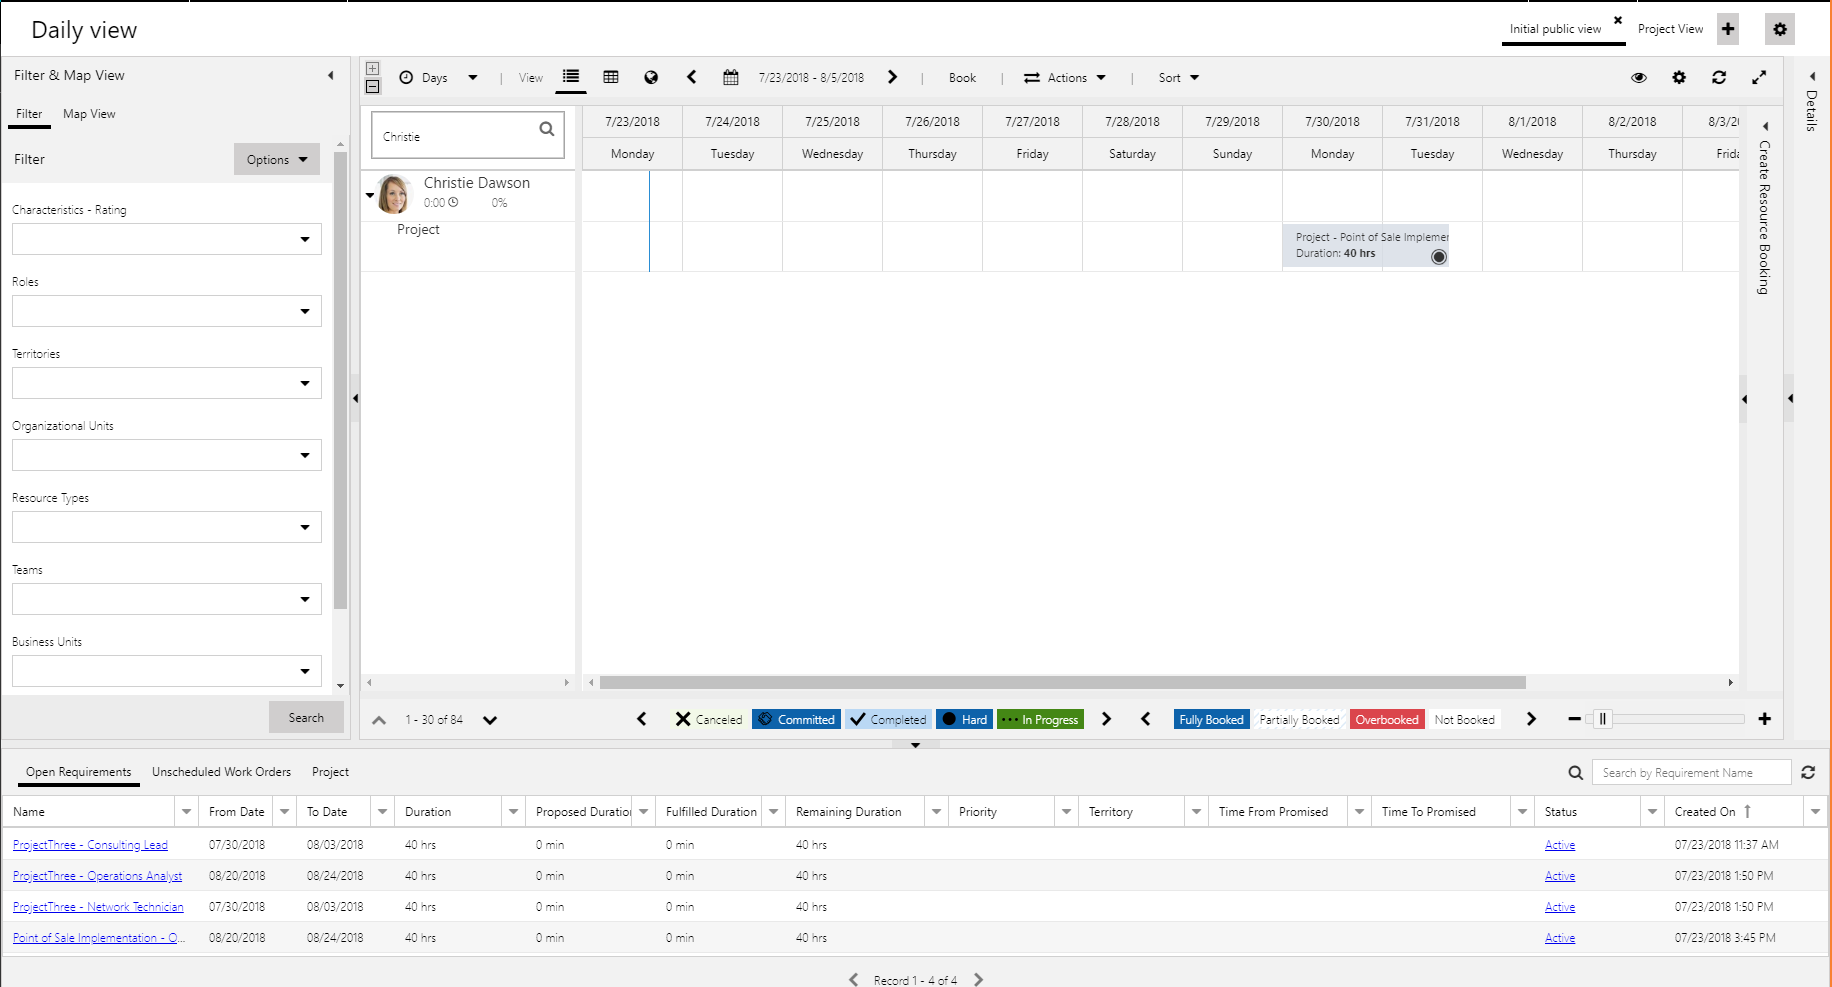 Daily view
Initial public view
Project View
Filter & Map View
Filter
Map View
Filter
Options
Characteristics - Rating
Roles
Territories
Organizational Units
Resource Types
Teams
Business Units
Search
Days
View
7/23/2018 - 8/5/2018
Book
Actions
Sort
Christie
7/23/2018 7/24/2018 7/25/2018 7/26/2018 7/27/2018 7/28/2018 7/29/2018 7/30/2018 7/31/2018 8/1/2018 8/2/2018 8/3/20
Monday Tuesday Wednesday Thursday Friday Saturday Sunday Monday Tuesday Wednesday Thursday Frida
Christie Dawson
0:00 0%
Project
Project - Point of Sale Implemer
Duration: 40 hrs
Create Resource Booking
Details
1 - 30 of 84
Canceled Committed Completed Hard In Progress
Fully Booked Partially Booked Overbooked Not Booked
Open Requirements Unscheduled Work Orders Project
Search by Requirement Name
Name From Date To Date Duration Proposed Duration Fulfilled Duration Remaining Duration Priority Territory Time From Promised Time To Promised Status Created On
ProjectThree - Consulting Lead 07/30/2018 08/03/2018 40 hrs 0 min 0 min 40 hrs Active 07/23/2018 11:37 AM
ProjectThree - Operations Analyst 08/20/2018 08/24/2018 40 hrs 0 min 0 min 40 hrs Active 07/23/2018 1:50 PM
ProjectThree - Network Technician 07/30/2018 08/03/2018 40 hrs 0 min 0 min 40 hrs Active 07/23/2018 1:50 PM
Point of Sale Implementation - O... 08/20/2018 08/24/2018 40 hrs 0 min 0 min 40 hrs Active 07/23/2018 3:45 PM
Record 1 - 4 of 4